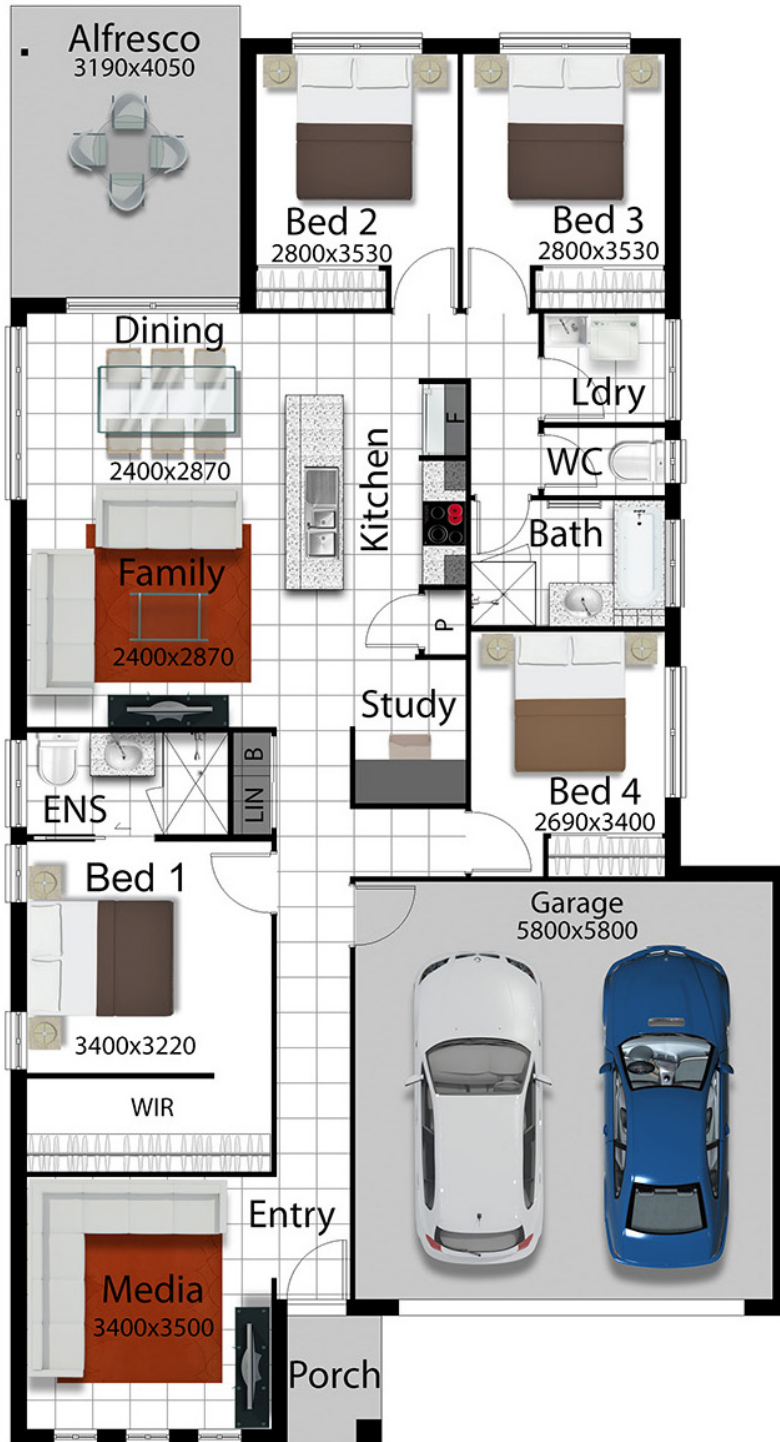 Alfresco
3190x4050
Bed 2
2800x3530
Bed 3
2800x3530
Dining
2400x2870
L'dry
F
Kitchen
WC
Bath
Family
2400x2870
P
Study
ENS
B
LIN
Bed 4
2690x3400
Bed 1
3400x3220
Garage
5800x5800
WIR
Entry
Media
3400x3500
Porch